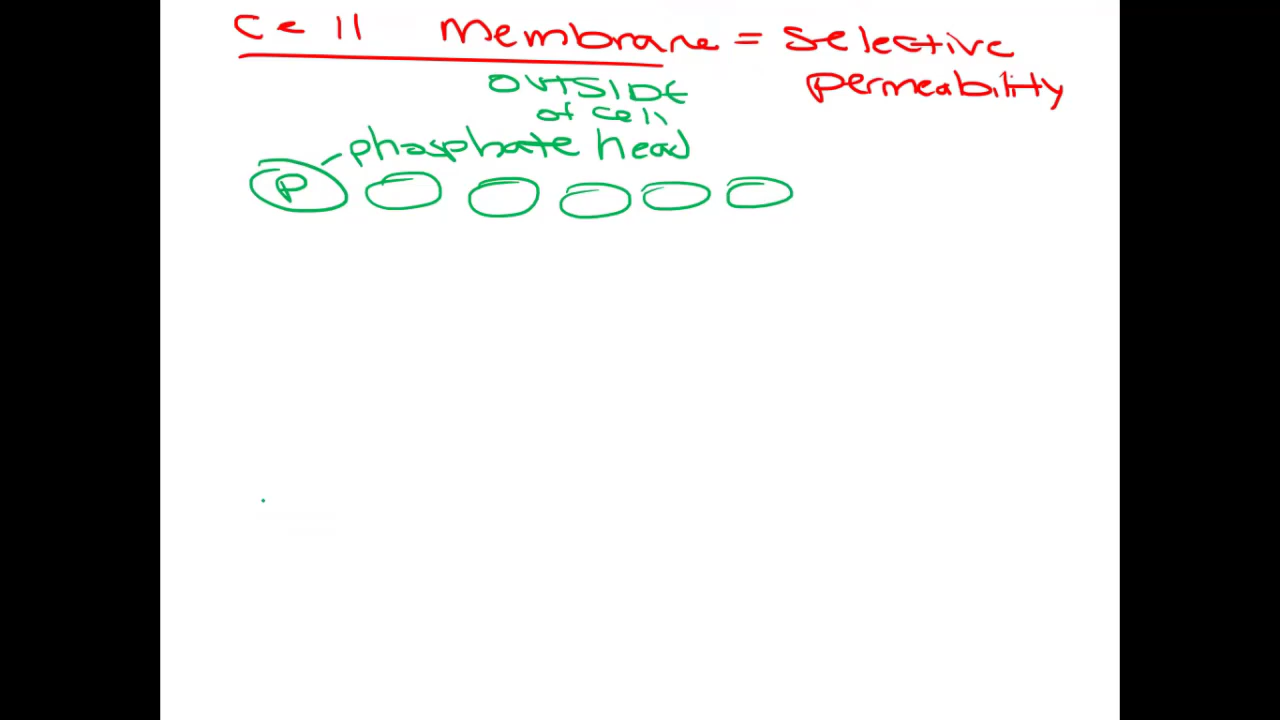 Cell Membrane = selective
permeability
OUTSIDE
of cell
phosphate head
P